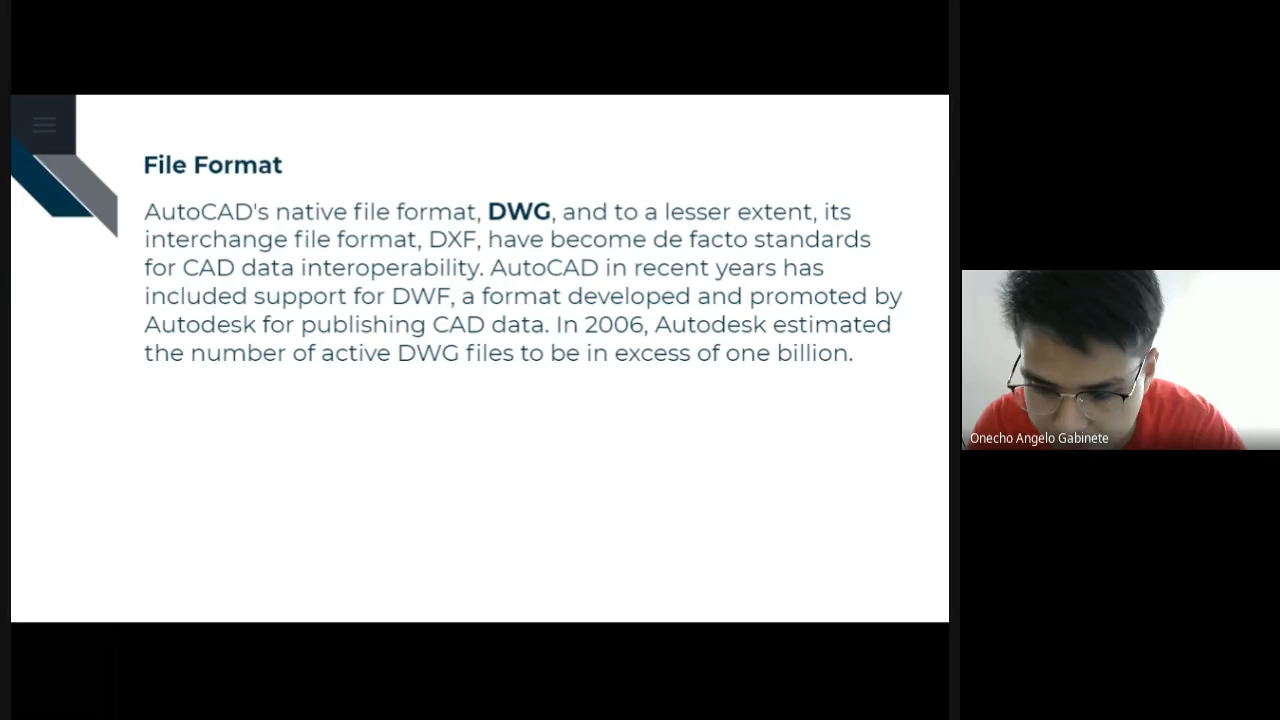 File Format
AutoCAD's native file format, DWG, and to a lesser extent, its
interchange file format, DXF, have become de facto standards
for CAD data interoperability. AutoCAD in recent years has
included support for DWF, a format developed and promoted by
Autodesk for publishing CAD data. In 2006, Autodesk estimated
the number of active DWG files to be in excess of one billion.
Onecho Angelo Gabinete